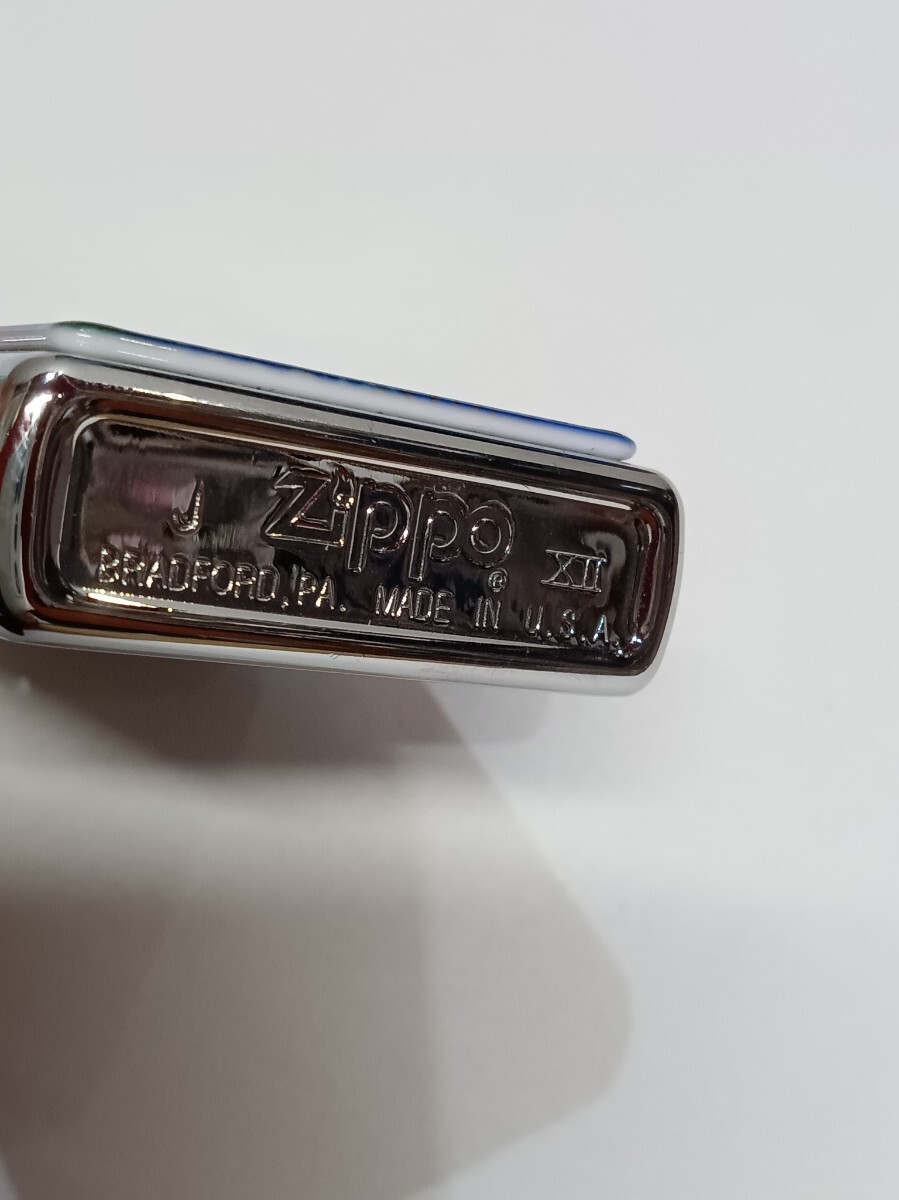 J Zippo® XII
BRADFORD, PA. MADE IN U.S.A.